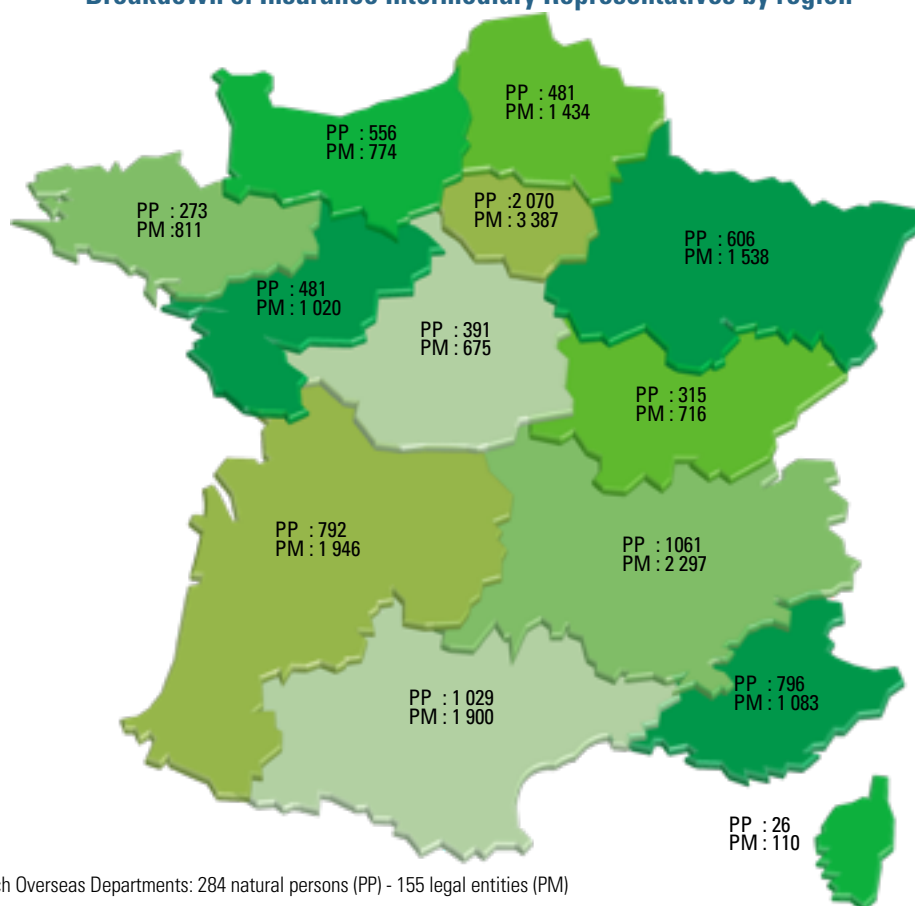 Breakdown of Insurance Intermediary Representatives by region
PP : 481
PM : 1 434
PP : 556
PM : 774
PP :2 070
PM : 3 387
PP : 273
PM :811
PP : 606
PM : 1 538
PP : 481
PM : 1 020
PP : 391
PM : 675
PP : 315
PM : 716
PP : 792
PM : 1 946
PP : 1061
PM : 2 297
PP : 1 029
PM : 1 900
PP : 796
PM : 1 083
PP : 26
PM : 110
Overseas Departments: 284 natural persons (PP) - 155 legal entities (PM)